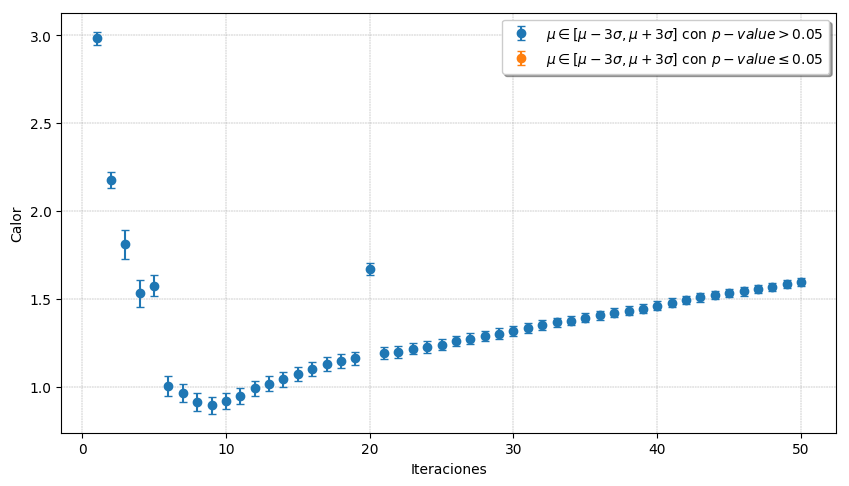 μ ∈ [μ − 3σ, μ + 3σ] con p − value > 0.05
μ ∈ [μ − 3σ, μ + 3σ] con p − value ≤ 0.05
3.0
2.5
2.0
1.5
1.0
Calor
0 10 20 30 40 50
Iteraciones